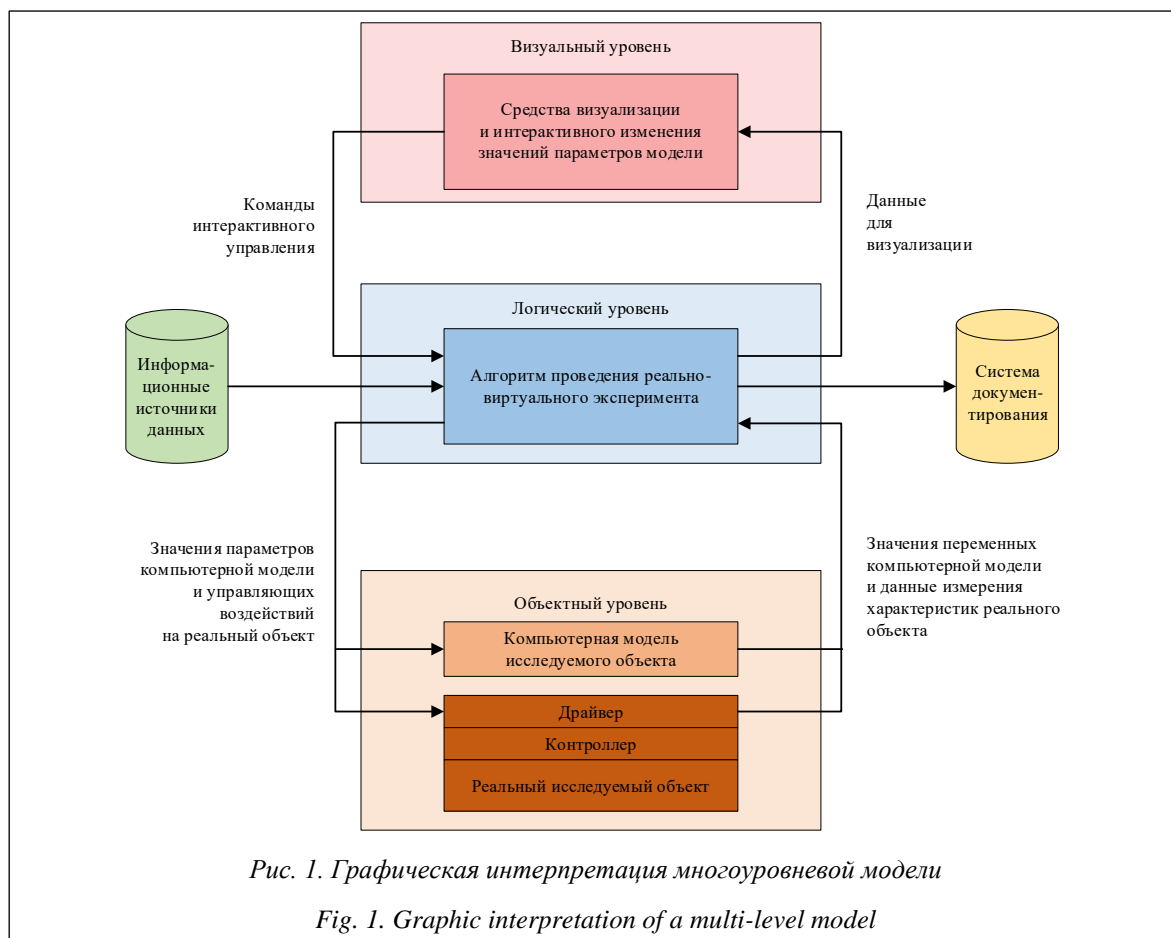 Визуальный уровень
Средства визуализации
и интерактивного изменения
значений параметров модели
Команды
интерактивного
управления
Данные
для
визуализации
Логический уровень
Алгоритм проведения реально-
виртуального эксперимента
Информа-
ционные
источники
данных
Система
докумен-
тирования
Значения параметров
компьютерной модели
и управляющих
воздействий
на реальный объект
Значения переменных
компьютерной модели
и данные измерения
характеристик реального
объекта
Объектный уровень
Компьютерная модель
исследуемого объекта
Драйвер
Контроллер
Реальный исследуемый объект
Рис. 1. Графическая интерпретация многоуровневой модели
Fig. 1. Graphic interpretation of a multi-level model